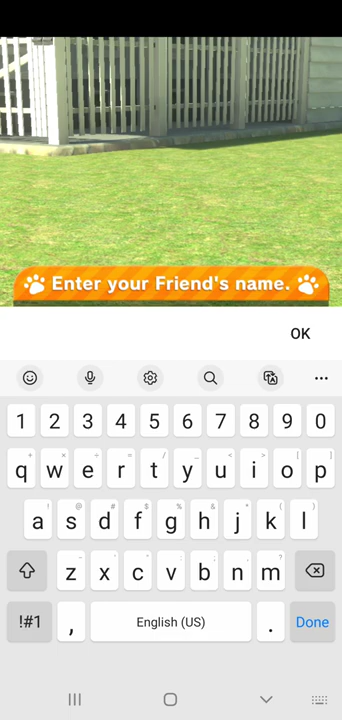 Enter your Friend's name.
OK
1 2 3 4 5 6 7 8 9 0
q w e r t y u i o p
a s d f g h j k l
z x c v b n m
!#1 , English (US) . Done